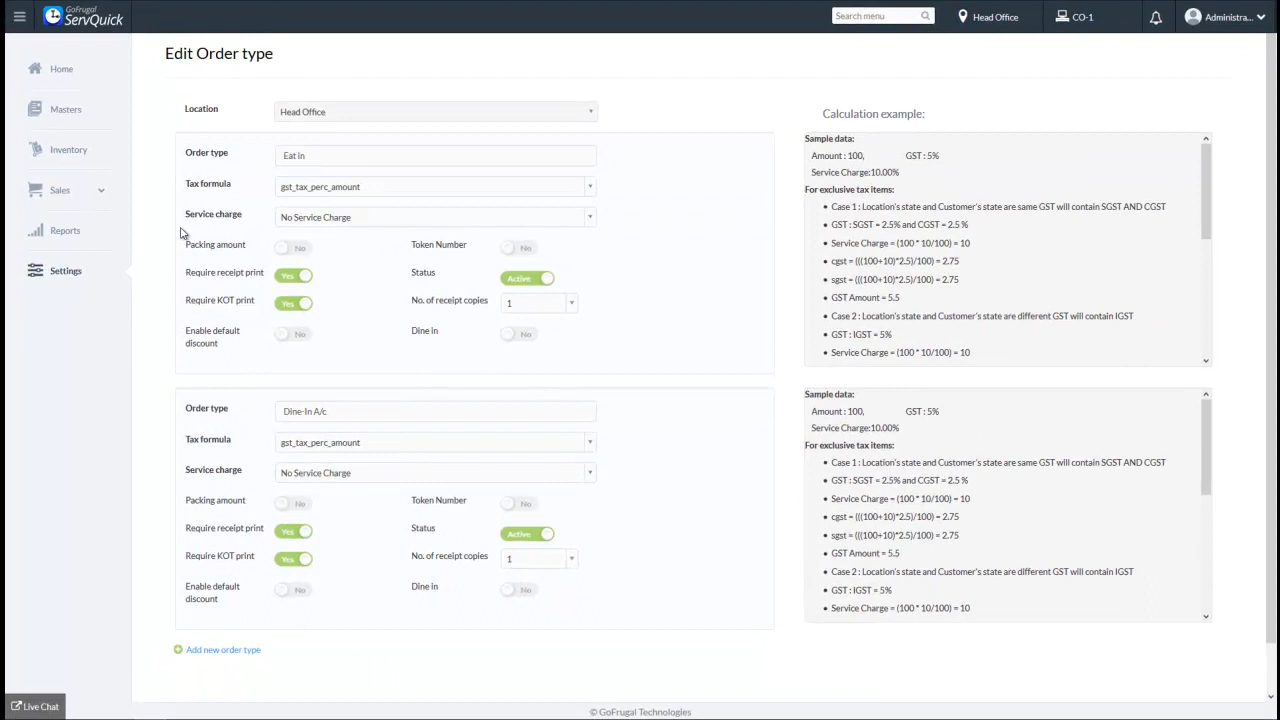 GoFrugal
ServQuick
Search menu
Head Office
CO-1
Administra...
Home
Masters
Inventory
Sales
Reports
Settings
Edit Order type
Location
Head Office
Order type
Eat in
Tax formula
gst_tax_perc_amount
Service charge
No Service Charge
Packing amount
No
Token Number
No
Require receipt print
Yes
Status
Active
Require KOT print
Yes
No. of receipt copies
1
Enable default
discount
No
Dine in
No
Calculation example:
Sample data:
Amount : 100, GST : 5%
Service Charge:10.00%
For exclusive tax items:
• Case 1 : Location's state and Customer's state are same GST will contain SGST AND CGST
• GST : SGST = 2.5% and CGST = 2.5 %
• Service Charge = (100 * 10/100) = 10
• cgst = (((100+10)*2.5)/100) = 2.75
• sgst = (((100+10)*2.5)/100) = 2.75
• GST Amount = 5.5
• Case 2 : Location's state and Customer's state are different GST will contain IGST
• GST : IGST = 5%
• Service Charge = (100 * 10/100) = 10
Order type
Dine-In A/c
Tax formula
gst_tax_perc_amount
Service charge
No Service Charge
Packing amount
No
Token Number
No
Require receipt print
Yes
Status
Active
Require KOT print
Yes
No. of receipt copies
1
Enable default
discount
No
Dine in
No
Sample data:
Amount : 100, GST : 5%
Service Charge:10.00%
For exclusive tax items:
• Case 1 : Location's state and Customer's state are same GST will contain SGST AND CGST
• GST : SGST = 2.5% and CGST = 2.5 %
• Service Charge = (100 * 10/100) = 10
• cgst = (((100+10)*2.5)/100) = 2.75
• sgst = (((100+10)*2.5)/100) = 2.75
• GST Amount = 5.5
• Case 2 : Location's state and Customer's state are different GST will contain IGST
• GST : IGST = 5%
• Service Charge = (100 * 10/100) = 10
Add new order type
Live Chat
© GoFrugal Technologies